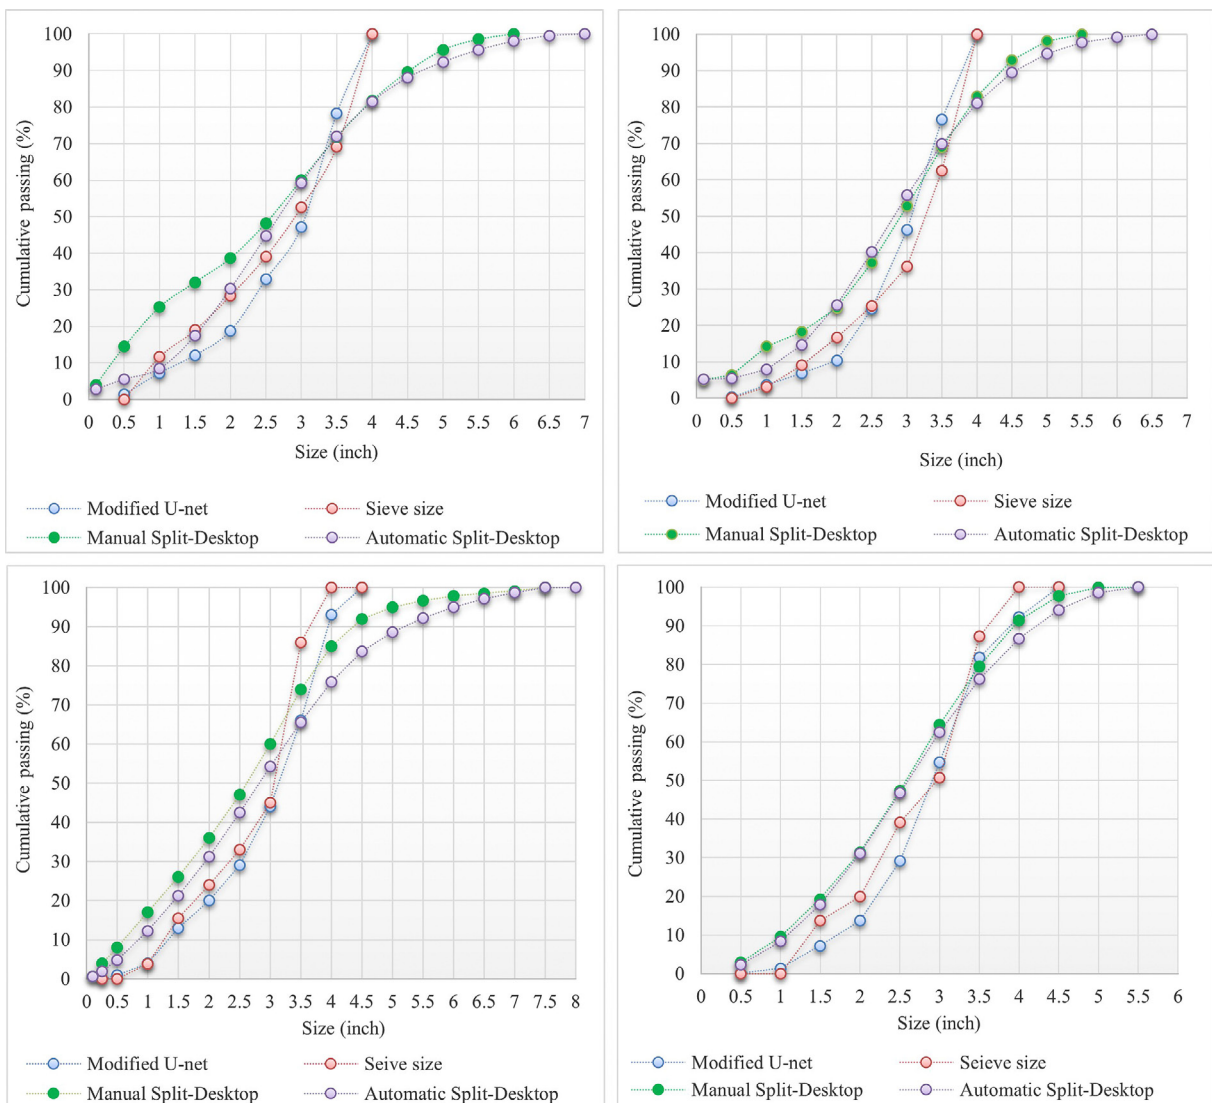 100
90
80
70
60
50
40
30
20
10
0
Cumulative passing (%)
0 0.5 1 1.5 2 2.5 3 3.5 4 4.5 5 5.5 6 6.5 7
Size (inch)
Modified U-net Sieve size
Manual Split-Desktop Automatic Split-Desktop
100
90
80
70
60
50
40
30
20
10
0
Cumulative passing (%)
0 0.5 1 1.5 2 2.5 3 3.5 4 4.5 5 5.5 6 6.5 7
Size (inch)
Modified U-net Sieve size
Manual Split-Desktop Automatic Split-Desktop
100
90
80
70
60
50
40
30
20
10
0
Cumulative passing (%)
0 0.5 1 1.5 2 2.5 3 3.5 4 4.5 5 5.5 6 6.5 7 7.5 8
Size (inch)
Modified U-net Seive size
Manual Split-Desktop Automatic Split-Desktop
100
90
80
70
60
50
40
30
20
10
0
Cumulative passing (%)
0 0.5 1 1.5 2 2.5 3 3.5 4 4.5 5 5.5 6
Size (inch)
Modified U-net Seieve size
Manual Split-Desktop Automatic Split-Desktop